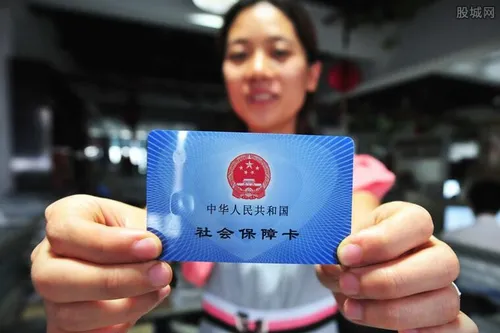 股城网
中华人民共和国
社会保障卡